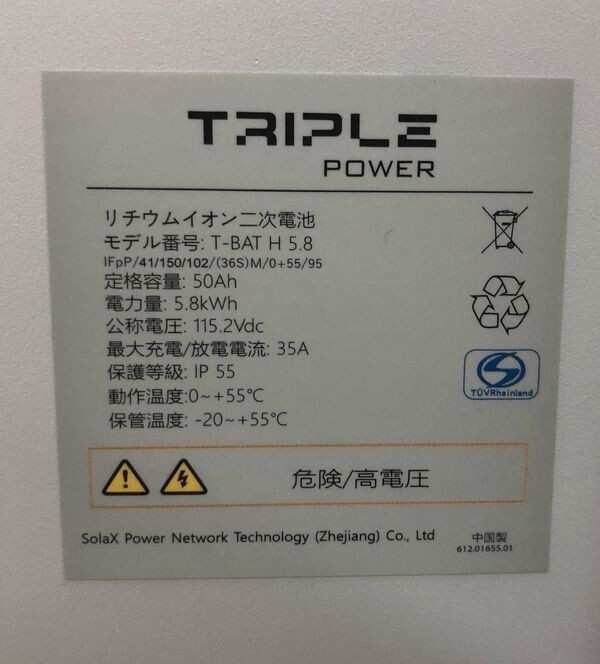 TRIPLE
POWER
リチウムイオン二次電池
モデル番号: T-BAT H 5.8
IFpP/41/150/102/(36S)M/0+55/95
定格容量: 50Ah
電力量: 5.8kWh
公称電圧: 115.2Vdc
最大充電/放電電流: 35A
保護等級: IP 55
動作温度:0~+55℃
保管温度: -20~+55℃
TÜVRheinland
危険/高電圧
SolaX Power Network Technology (Zhejiang) Co., Ltd
中国製
612.01655.01